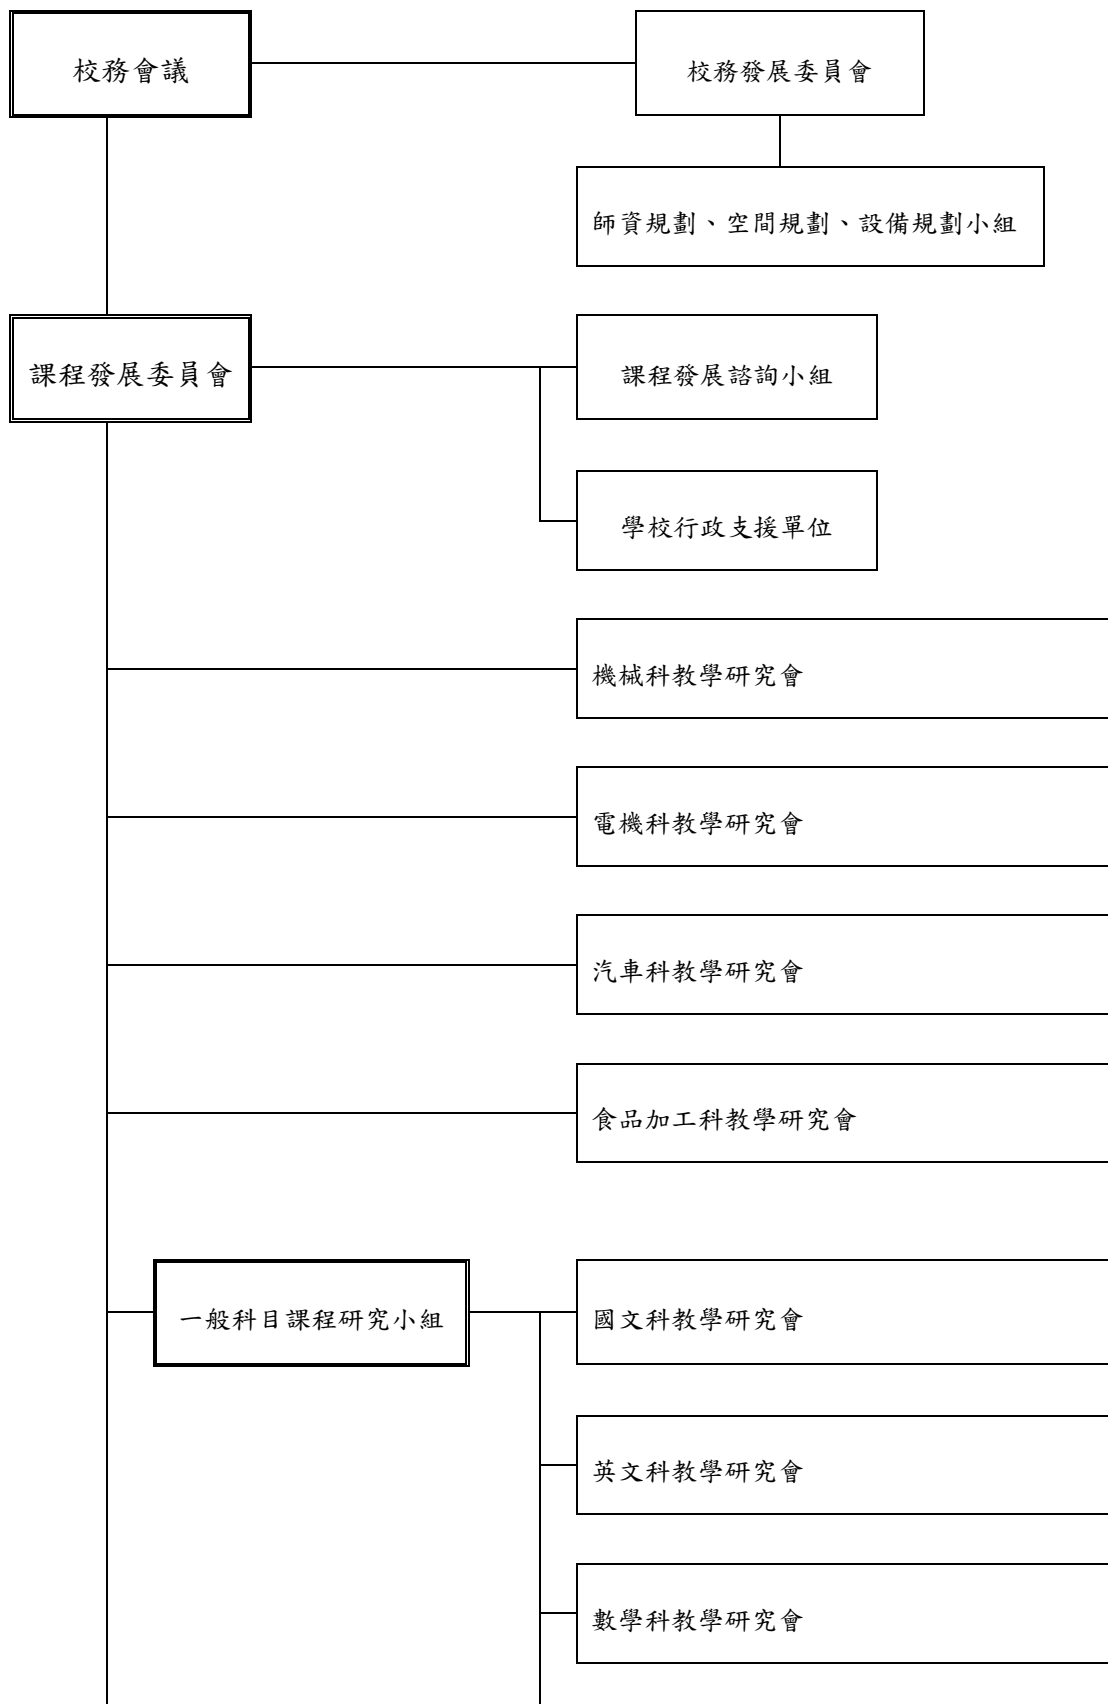 校務會議
校務發展委員會
師資規劃、空間規劃、設備規劃小組
課程發展委員會
課程發展諮詢小組
學校行政支援單位
機械科教學研究會
電機科教學研究會
汽車科教學研究會
食品加工科教學研究會
一般科目課程研究小組
國文科教學研究會
英文科教學研究會
數學科教學研究會